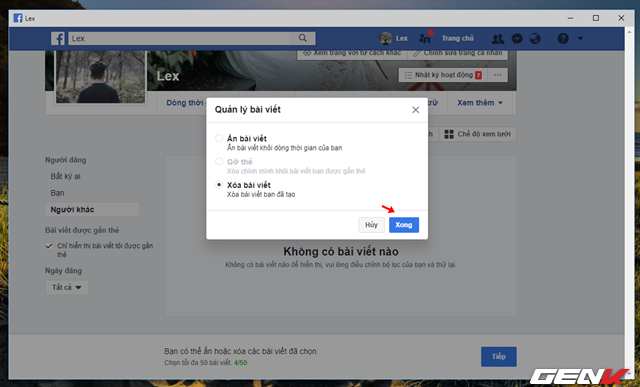 Lex
Lex
Lex
Trang chủ
Xem trang với tư cách khác
Chỉnh sửa trang cá nhân
Lex
Nhật ký hoạt động 7
Dòng thời
trữ
Xem thêm
Quản lý bài viết
Chế độ xem lưới
Ẩn bài viết
Ẩn bài viết khỏi dòng thời gian của bạn
Gỡ thẻ
Xóa chính mình khỏi bài viết bạn được gắn thẻ
Xóa bài viết
Xóa bài viết bạn đã tạo
Hủy
Xong
Người đăng
Bất kỳ ai
Bạn
Người khác
Bài viết được gắn thẻ
Chỉ hiển thị bài viết tôi được gắn
thẻ
Ngày đăng
Tất cả
Không có bài viết nào
Không có bài viết nào để hiển thị, vui lòng điều chỉnh bộ lọc của bạn và thử lại.
Bạn có thể ẩn hoặc xóa các bài viết đã chọn.
Chọn tối đa 50 bài viết. 4/50
Tiếp
GENK